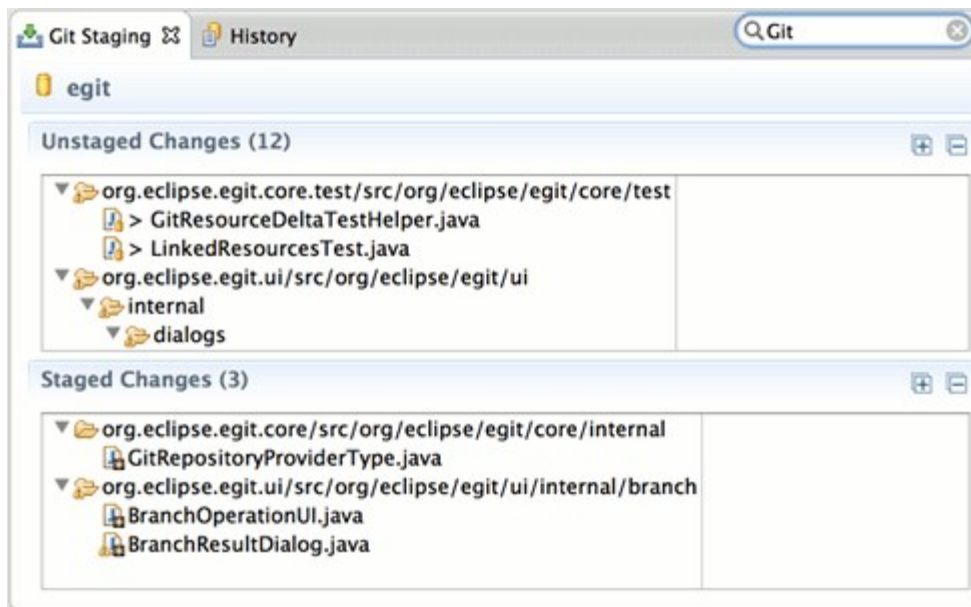 Git Staging
History
Git
egit
Unstaged Changes (12)
org.eclipse.egit.core.test/src/org/eclipse/egit/core/test
> GitResourceDeltaTestHelper.java
> LinkedResourcesTest.java
org.eclipse.egit.ui/src/org/eclipse/egit/ui
internal
dialogs
Staged Changes (3)
org.eclipse.egit.core/src/org/eclipse/egit/core/internal
GitRepositoryProviderType.java
org.eclipse.egit.ui/src/org/eclipse/egit/ui/internal/branch
BranchOperationUI.java
BranchResultDialog.java